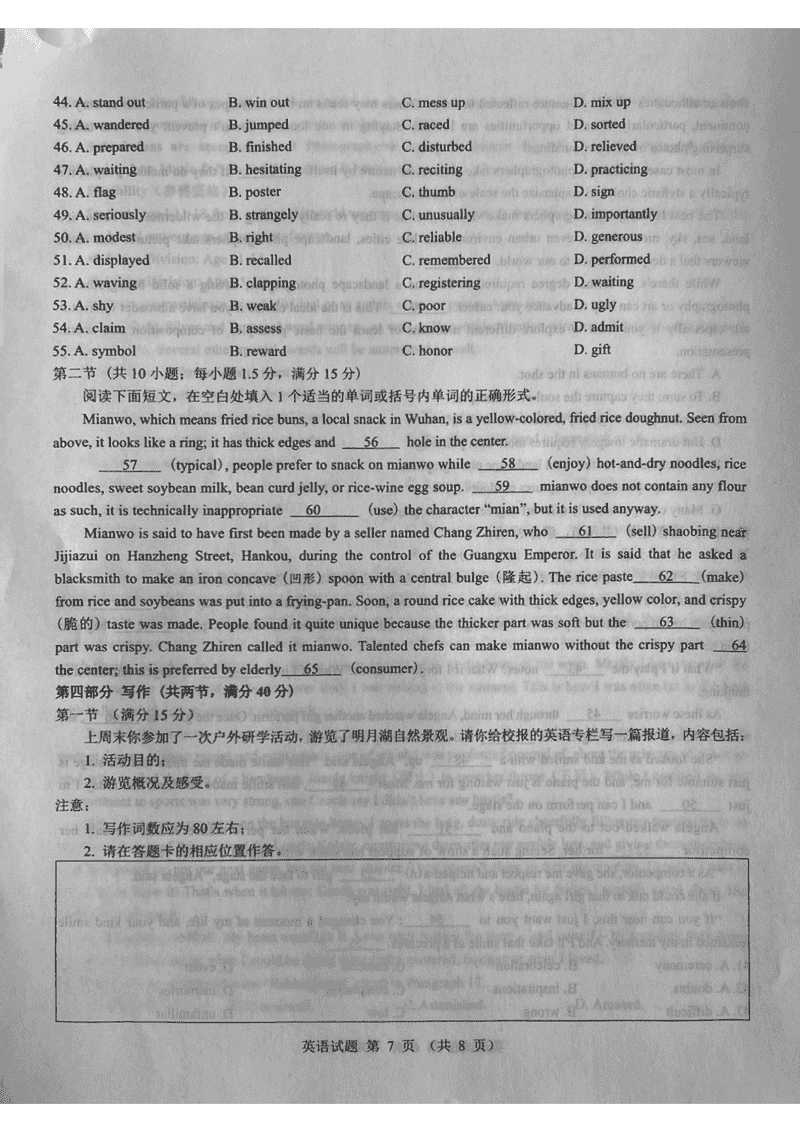 44. A. stand out B. win out C. mess up D. mix up
45. A. wandered B. jumped C. raced D. sorted
46. A. prepared B. finished C. disturbed D. relieved
47. A. waiting B. hesitating C. reciting D. practicing
48. A. flag B. poster C. thumb D. sign
49. A. seriously B. strangely C. unusually D. importantly
50. A. modest B. right C. reliable D. generous
51. A. displayed B. recalled C. remembered D. performed
52. A. waving B. clapping C. registering D. waiting
53. A. shy B. weak C. poor D. ugly
54. A. claim B. assess C. know D. admit
55. A. symbol B. reward C. honor D. gift
第二节 (共 10 小题；每小题 1.5 分，满分 15 分)
阅读下面短文，在空白处填入 1 个适当的单词或括号内单词的正确形式。
Mianwo, which means fried rice buns, a local snack in Wuhan, is a yellow-colored, fried rice doughnut. Seen from
above, it looks like a ring; it has thick edges and 56 hole in the center.
57 (typical), people prefer to snack on mianwo while 58 (enjoy) hot-and-dry noodles, rice
noodles, sweet soybean milk, bean curd jelly, or rice-wine egg soup. 59 mianwo does not contain any flour
as such, it is technically inappropriate 60 (use) the character “mian”, but it is used anyway.
Mianwo is said to have first been made by a seller named Chang Zhiren, who 61 (sell) shaobing near
Jijiazui on Hanzheng Street, Hankou, during the control of the Guangxu Emperor. It is said that he asked a
blacksmith to make an iron concave (凹形) spoon with a central bulge (隆起). The rice paste 62 (make)
from rice and soybeans was put into a frying-pan. Soon, a round rice cake with thick edges, yellow color, and crispy
(脆的) taste was made. People found it quite unique because the thicker part was soft but the 63 (thin)
part was crispy. Chang Zhiren called it mianwo. Talented chefs can make mianwo without the crispy part 64
the center; this is preferred by elderly 65 (consumer).
第四部分 写作 (共两节，满分 40 分)
第一节 (满分 15 分)
上周末你参加了一次户外研学活动，游览了明月湖自然景观。请你给校报的英语专栏写一篇报道，内容包括：
1. 活动目的；
2. 游览概况及感受。
注意：
1. 写作词数应为 80 左右；
2. 请在答题卡的相应位置作答。
英语试题 第 7 页 (共 8 页)